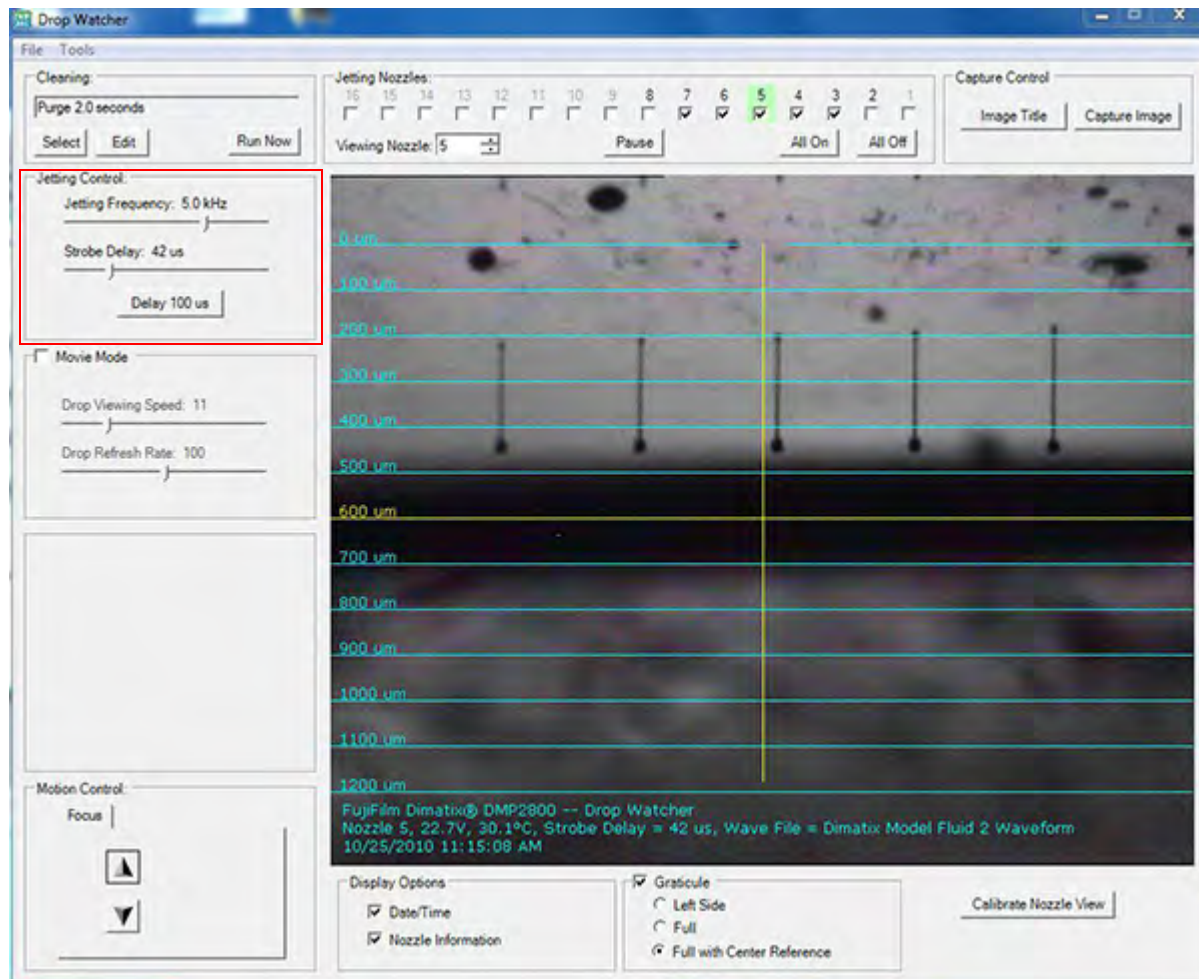 Drop Watcher
File Tools
Cleaning:
Purge 2.0 seconds
Select Edit Run Now
Jetting Nozzles:
16 15 14 13 12 11 10 9 8 7 6 5 4 3 2 1
Viewing Nozzle: 5 Pause All On All Off
Capture Control
Image Title Capture Image
Jetting Control:
Jetting Frequency: 5.0 kHz
Strobe Delay: 42 us
Delay 100 us
Movie Mode
Drop Viewing Speed: 11
Drop Refresh Rate: 100
Motion Control:
Focus
0 um
100 um
200 um
300 um
400 um
500 um
600 um
700 um
800 um
900 um
1000 um
1100 um
1200 um
FujiFilm Dimatix® DMP2800 -- Drop Watcher
Nozzle 5, 22.7V, 30.1ºC, Strobe Delay = 42 us, Wave File = Dimatix Model Fluid 2 Waveform
10/25/2010 11:15:08 AM
Display Options
Date/Time
Nozzle Information
Graticule
Left Side
Full
Full with Center Reference
Calibrate Nozzle View